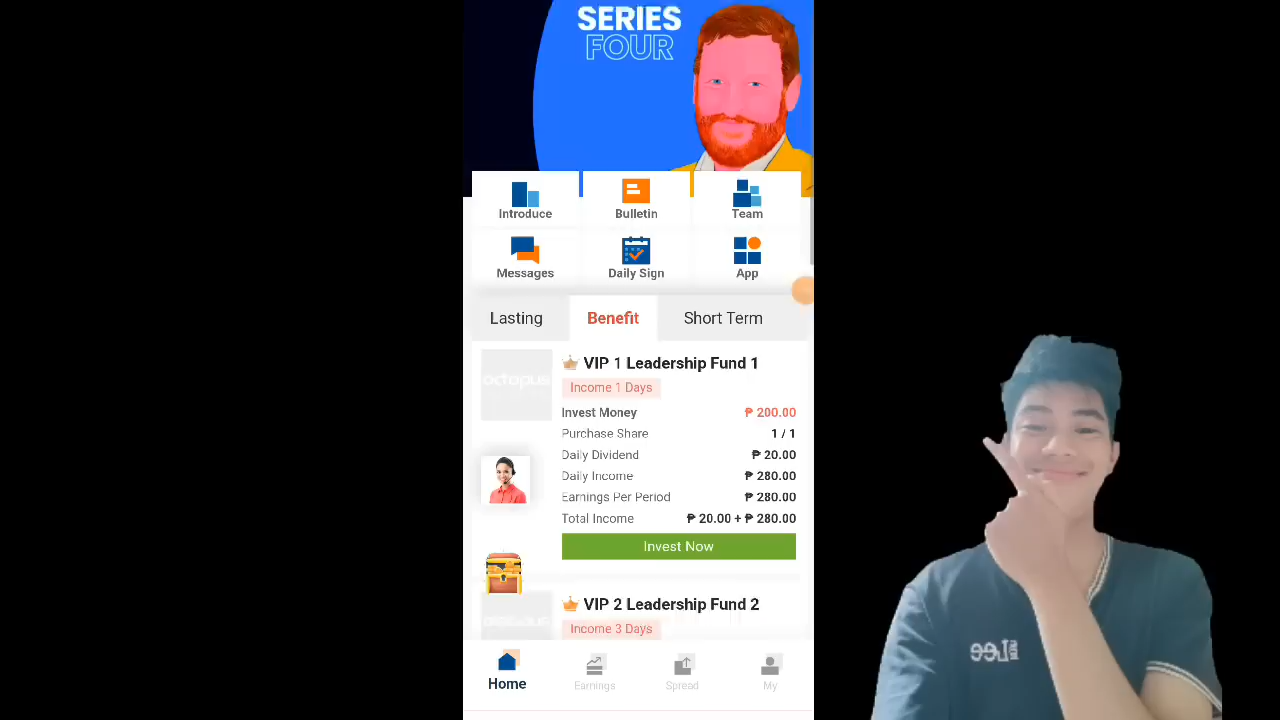 SERIES
FOUR
Introduce
Bulletin
Team
Messages
Daily Sign
App
Lasting
Benefit
Short Term
octopus
VIP 1 Leadership Fund 1
Income 1 Days
Invest Money ₱ 200.00
Purchase Share 1 / 1
Daily Dividend ₱ 20.00
Daily Income ₱ 280.00
Earnings Per Period ₱ 280.00
Total Income ₱ 20.00 + ₱ 280.00
Invest Now
VIP 2 Leadership Fund 2
Income 3 Days
Home
Earnings
Spread
My
Lee